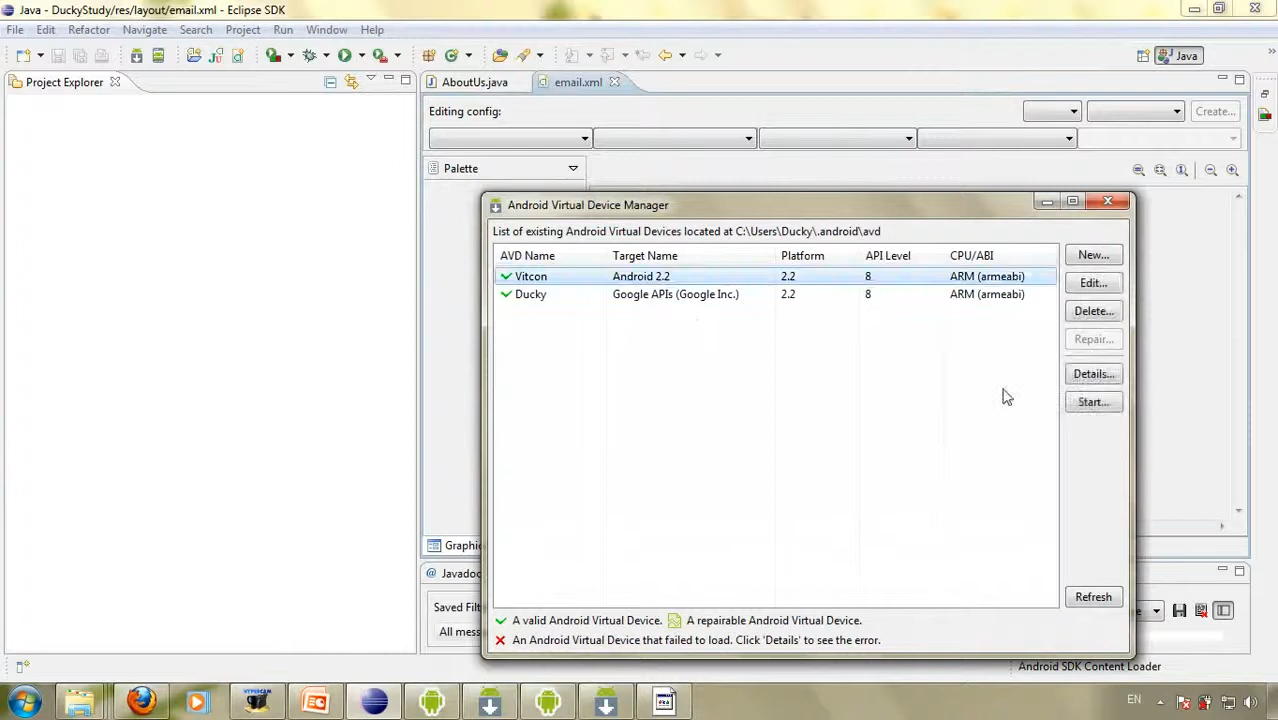 Java - DuckyStudy/res/layout/email.xml - Eclipse SDK
File Edit Refactor Navigate Search Project Run Window Help
Java
Project Explorer
AboutUs.java email.xml
Editing config:
Create...
Palette
Android Virtual Device Manager
List of existing Android Virtual Devices located at C:\Users\Ducky\.android\avd
AVD Name Target Name Platform API Level CPU/ABI
Vitcon Android 2.2 2.2 8 ARM (armeabi)
Ducky Google APIs (Google Inc.) 2.2 8 ARM (armeabi)
New...
Edit...
Delete...
Repair...
Details...
Start...
Refresh
A valid Android Virtual Device. A repairable Android Virtual Device.
An Android Virtual Device that failed to load. Click 'Details' to see the error.
Graphic
Javadoc
Saved Filt
All mess
Android SDK Content Loader
HYPERCAM
EN